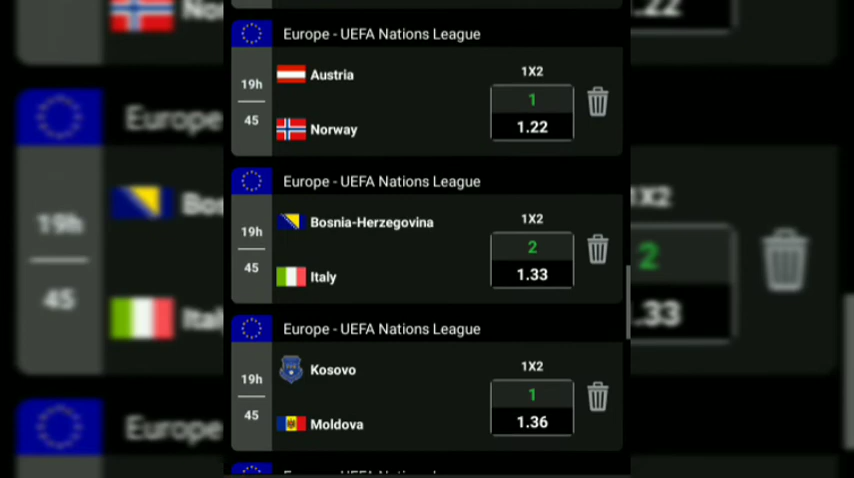 Europe - UEFA Nations League
19h
45
Austria
Norway
1X2
1
1.22
Europe - UEFA Nations League
19h
45
Bosnia-Herzegovina
Italy
1X2
2
1.33
Europe - UEFA Nations League
19h
45
Kosovo
Moldova
1X2
1
1.36